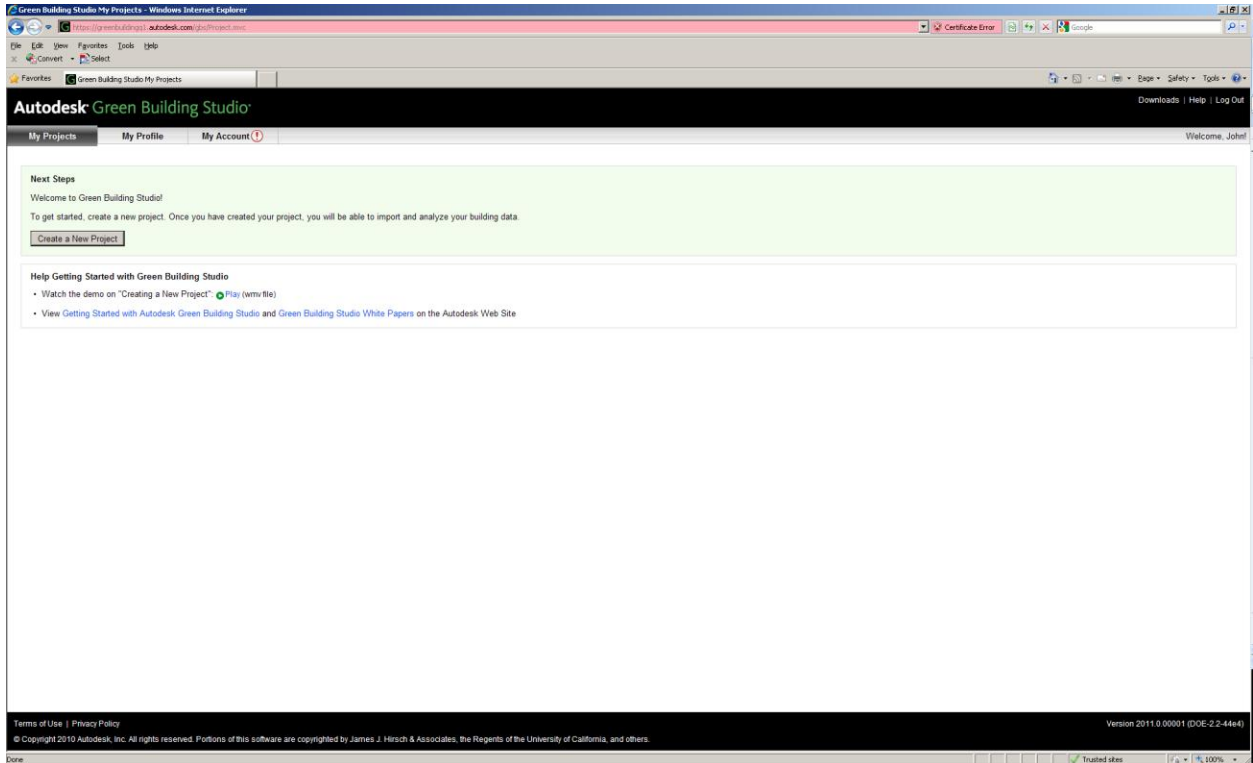 Green Building Studio My Projects - Windows Internet Explorer
https://greenbuildings1.autodesk.com/gbs/Project.mvc
Certificate Error
Google
File Edit View Favorites Tools Help
Convert Select
Favorites Green Building Studio My Projects
Page Safety Tools
Autodesk Green Building Studio
Downloads | Help | Log Out
My Projects My Profile My Account Welcome, John!
Next Steps
Welcome to Green Building Studio!
To get started, create a new project. Once you have created your project, you will be able to import and analyze your building data.
Create a New Project
Help Getting Started with Green Building Studio
• Watch the demo on "Creating a New Project": Play (wmv file)
• View Getting Started with Autodesk Green Building Studio and Green Building Studio White Papers on the Autodesk Web Site
Terms of Use | Privacy Policy
Version 2011.0.00001 (DOE-2.2-44e4)
© Copyright 2010 Autodesk, Inc. All rights reserved. Portions of this software are copyrighted by James J. Hirsch & Associates, the Regents of the University of California, and others.
Done Trusted sites 100%